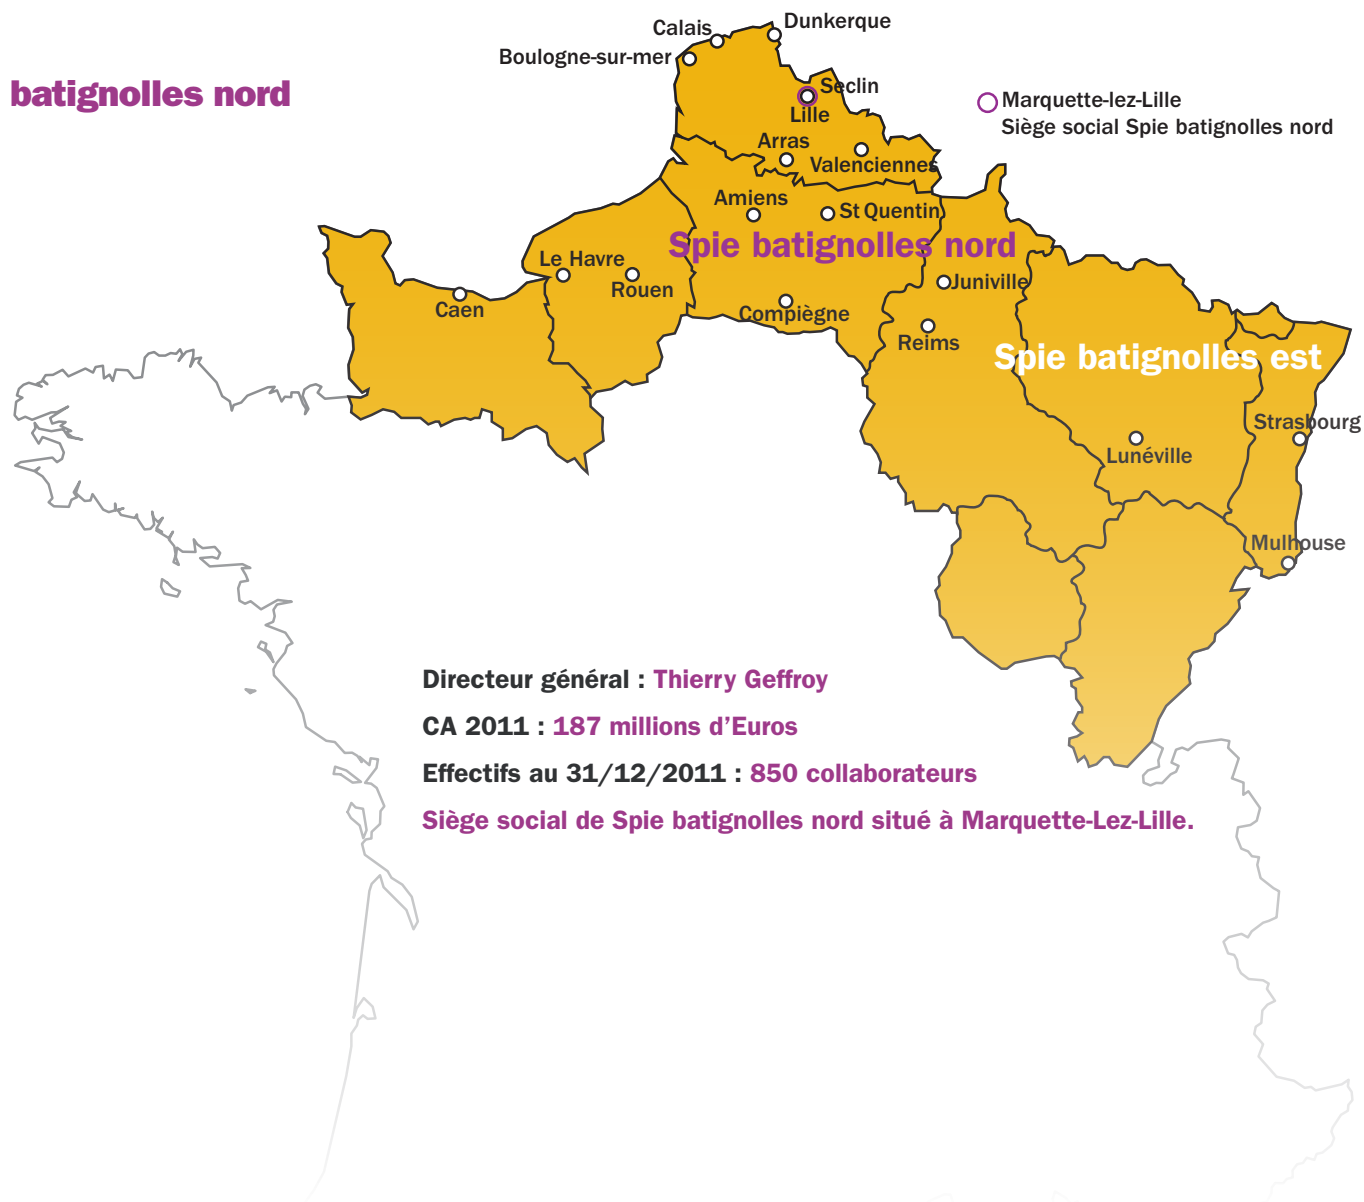 batignolles nord
Dunkerque
Calais
Boulogne-sur-mer
Seclin
Lille
Marquette-lez-Lille
Siège social Spie batignolles nord
Arras
Valenciennes
Amiens
St Quentin
Spie batignolles nord
Le Havre
Rouen
Caen
Juniville
Compiègne
Reims
Spie batignolles est
Strasbourg
Lunéville
Mulhouse
Directeur général : Thierry Geffroy
CA 2011 : 187 millions d’Euros
Effectifs au 31/12/2011 : 850 collaborateurs
Siège social de Spie batignolles nord situé à Marquette-Lez-Lille.